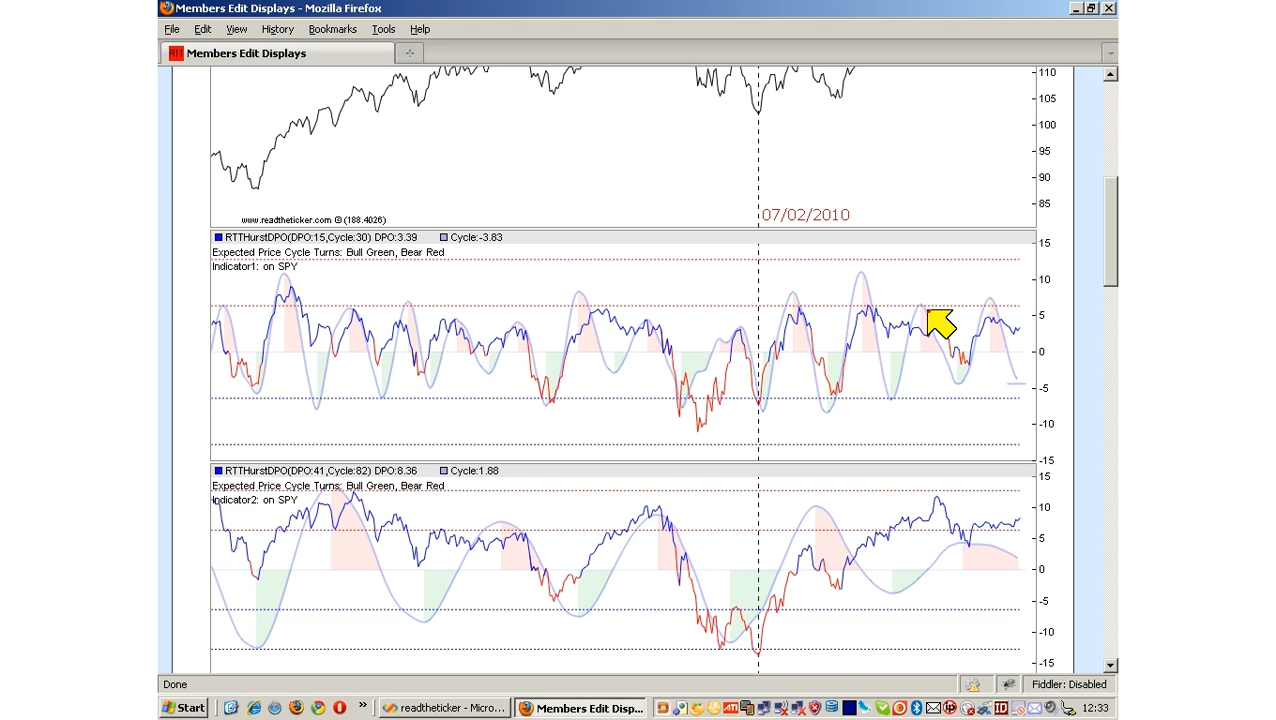 Members Edit Displays - Mozilla Firefox
File Edit View History Bookmarks Tools Help
RTT Members Edit Displays
110
105
100
95
90
85
www.readtheticker.com @ (188.4026)
07/02/2010
RTTHurstDPO(DPO:15,Cycle:30) DPO:3.39 Cycle:-3.83
Expected Price Cycle Turns: Bull Green, Bear Red
Indicator1: on SPY
15
10
5
0
-5
-10
-15
RTTHurstDPO(DPO:41,Cycle:82) DPO:8.36 Cycle:1.88
Expected Price Cycle Turns: Bull Green, Bear Red
Indicator2: on SPY
15
10
5
0
-5
-10
-15
Done Fiddler: Disabled
Start » readtheticker - Micro... Members Edit Disp... ATI ID 12:33